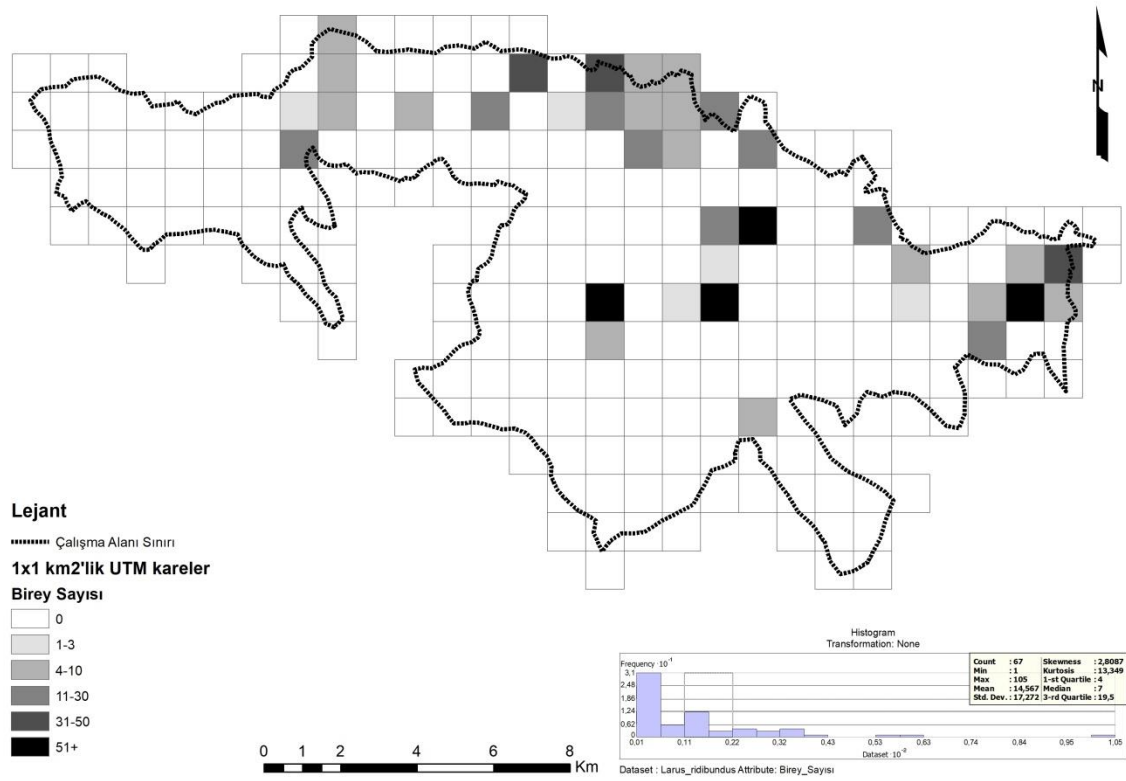 N
Lejant
Çalışma Alanı Sınırı
1x1 km2'lik UTM kareler
Birey Sayısı
0
1-3
4-10
11-30
31-50
51+
0 1 2 4 6 8
Km
Histogram
Transformation: None
Frequency · 10⁻¹
3,1
2,48
1,86
1,24
0,62
0
0,01 0,11 0,22 0,32 0,43 0,53 0,63 0,74 0,84 0,95 1,05
Dataset · 10⁻²
Count : 67 Skewness : 2,8087
Min : 1 Kurtosis : 13,349
Max : 105 1-st Quartile : 4
Mean : 14,567 Median : 7
Std. Dev. : 17,272 3-rd Quartile : 19,5
Dataset : Larus_ridibundus Attribute: Birey_Sayısı